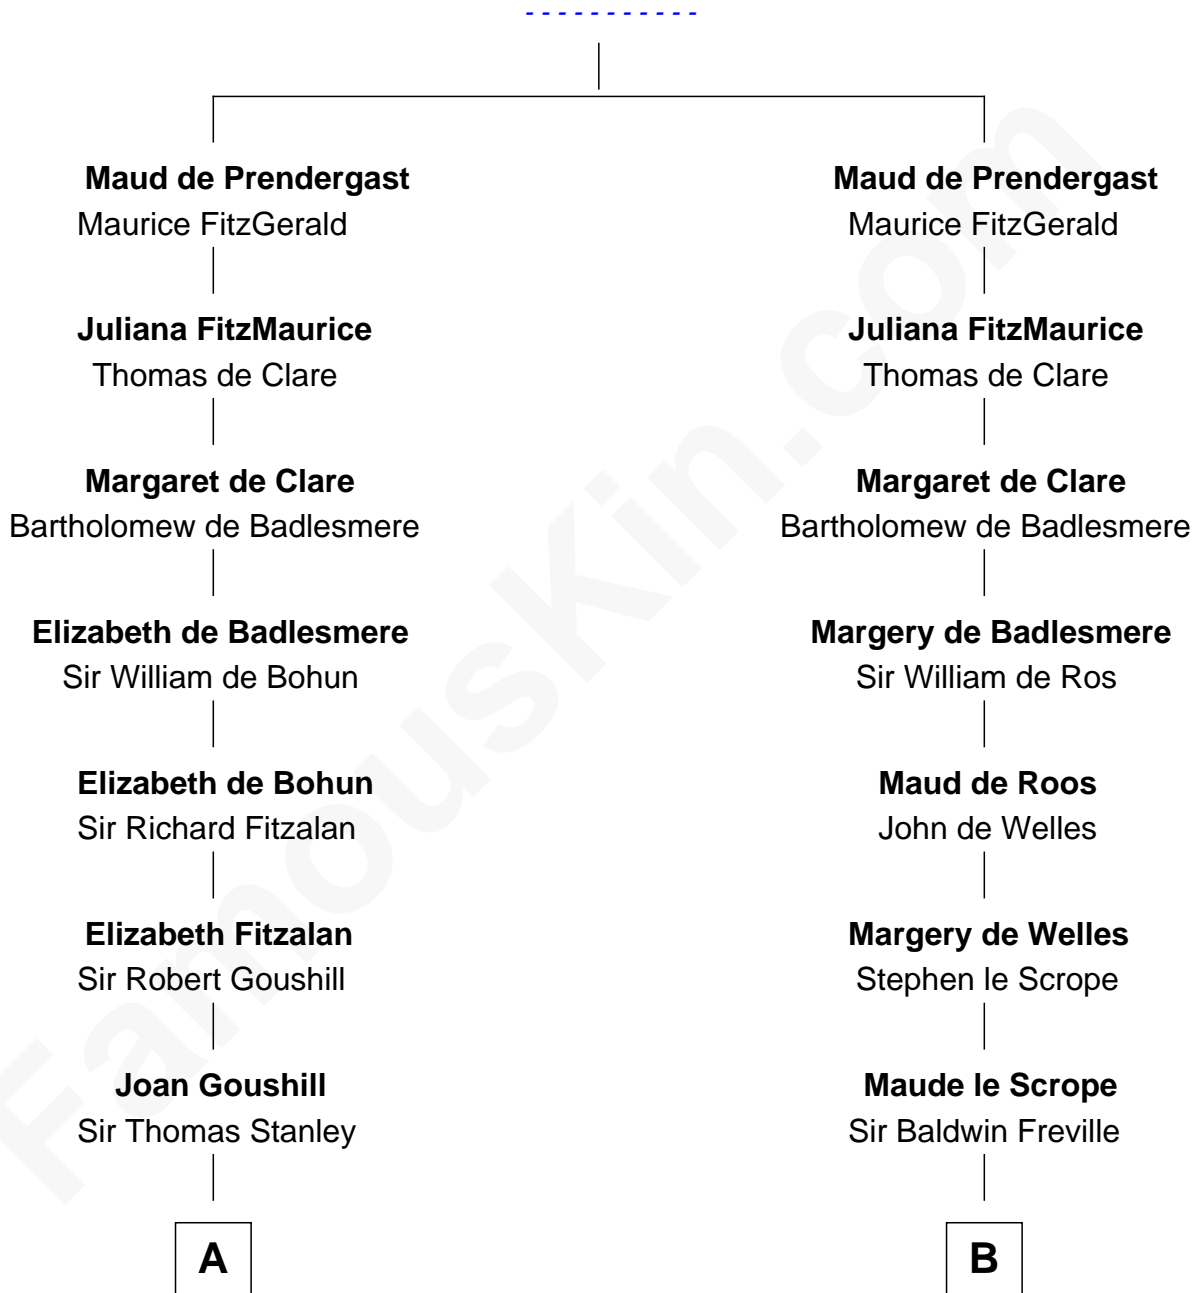 - - - - - - - - - - -
Maud de Prendergast
Maurice FitzGerald
Juliana FitzMaurice
Thomas de Clare
Margaret de Clare
Bartholomew de Badlesmere
Elizabeth de Badlesmere
Sir William de Bohun
Elizabeth de Bohun
Sir Richard Fitzalan
Elizabeth Fitzalan
Sir Robert Goushill
Joan Goushill
Sir Thomas Stanley
A
Maud de Prendergast
Maurice FitzGerald
Juliana FitzMaurice
Thomas de Clare
Margaret de Clare
Bartholomew de Badlesmere
Margery de Badlesmere
Sir William de Ros
Maud de Roos
John de Welles
Margery de Welles
Stephen le Scrope
Maude le Scrope
Sir Baldwin Freville
B
FamousKin.com